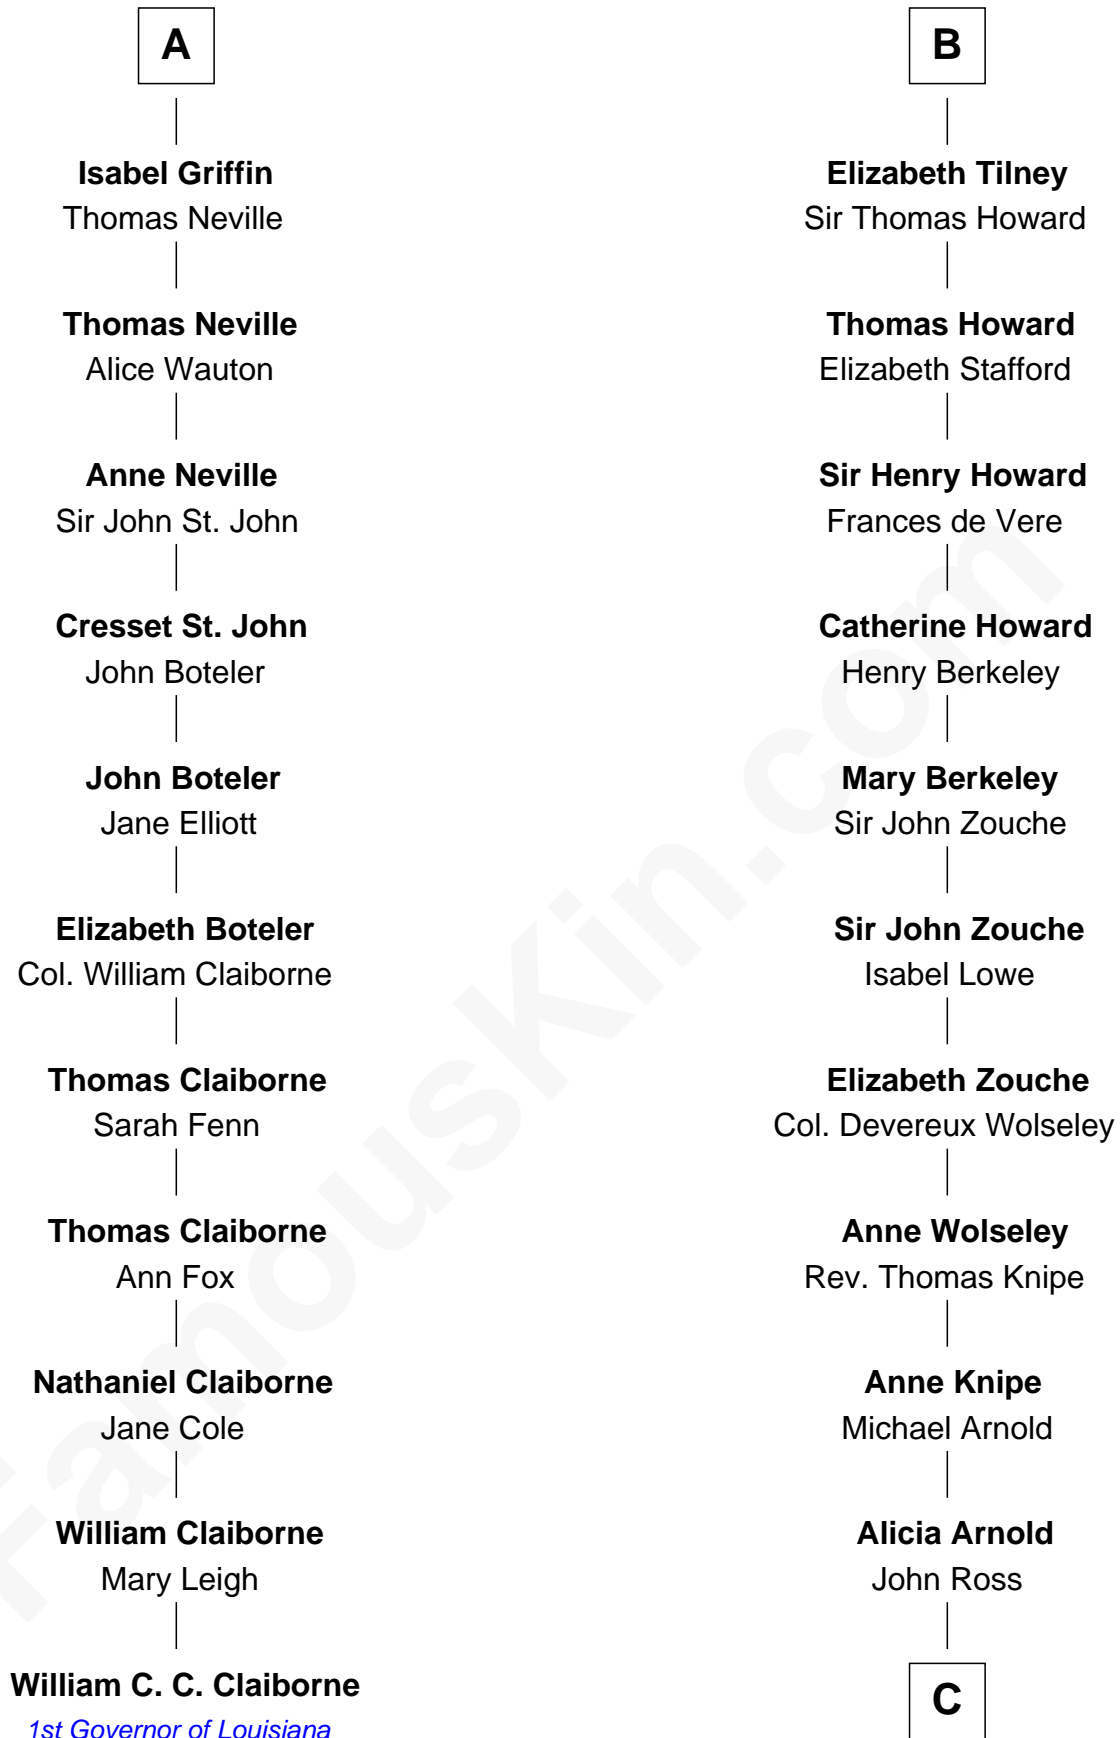 A
Isabel Griffin
Thomas Neville
Thomas Neville
Alice Wauton
Anne Neville
Sir John St. John
Cresset St. John
John Boteler
John Boteler
Jane Elliott
Elizabeth Boteler
Col. William Claiborne
Thomas Claiborne
Sarah Fenn
Thomas Claiborne
Ann Fox
Nathaniel Claiborne
Jane Cole
William Claiborne
Mary Leigh
William C. C. Claiborne
1st Governor of Louisiana
B
Elizabeth Tilney
Sir Thomas Howard
Thomas Howard
Elizabeth Stafford
Sir Henry Howard
Frances de Vere
Catherine Howard
Henry Berkeley
Mary Berkeley
Sir John Zouche
Sir John Zouche
Isabel Lowe
Elizabeth Zouche
Col. Devereux Wolseley
Anne Wolseley
Rev. Thomas Knipe
Anne Knipe
Michael Arnold
Alicia Arnold
John Ross
C
FamousKin.com